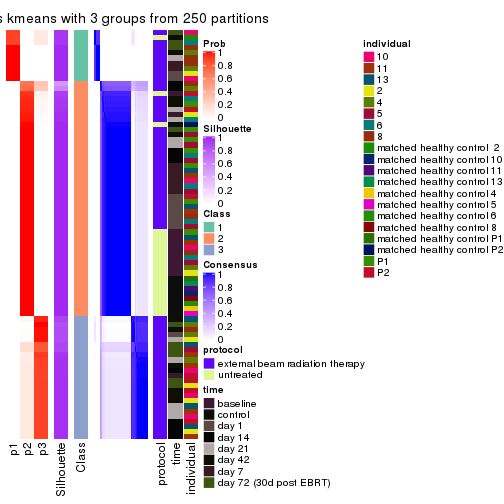 s kmeans with 3 groups from 250 partitions
Prob
1
0.8
0.6
0.4
0.2
0
Silhouette
1
0.8
0.6
0.4
0.2
0
Class
1
2
3
Consensus
1
0.8
0.6
0.4
0.2
0
protocol
external beam radiation therapy
untreated
time
baseline
control
day 1
day 14
day 21
day 42
day 7
day 72 (30d post EBRT)
individual
10
11
13
2
4
5
6
8
matched healthy control 2
matched healthy control 10
matched healthy control 11
matched healthy control 13
matched healthy control 4
matched healthy control 5
matched healthy control 6
matched healthy control 8
matched healthy control P1
matched healthy control P2
P1
P2
p1
p2
p3
Silhouette
Class
protocol
time
individual